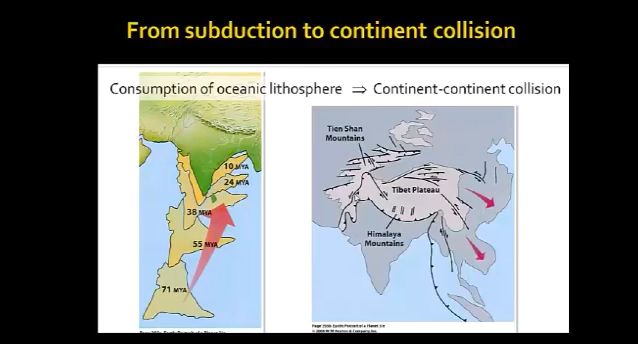 From subduction to continent collision
Consumption of oceanic lithosphere ⇒ Continent-continent collision
10 MYA
24 MYA
38 MYA
55 MYA
71 MYA
Tien Shan
Mountains
Tibet Plateau
Himalaya
Mountains